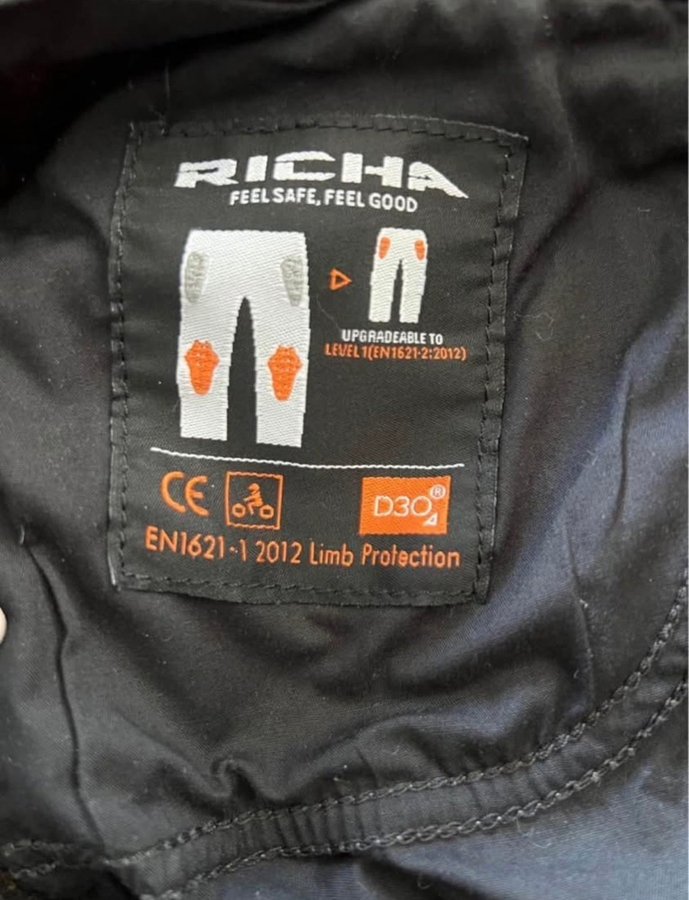 RICHA
FEEL SAFE, FEEL GOOD
UPGRADEABLE TO
LEVEL 1(EN1621-2:2012)
CE
D3O®
EN1621-1 2012 Limb Protection